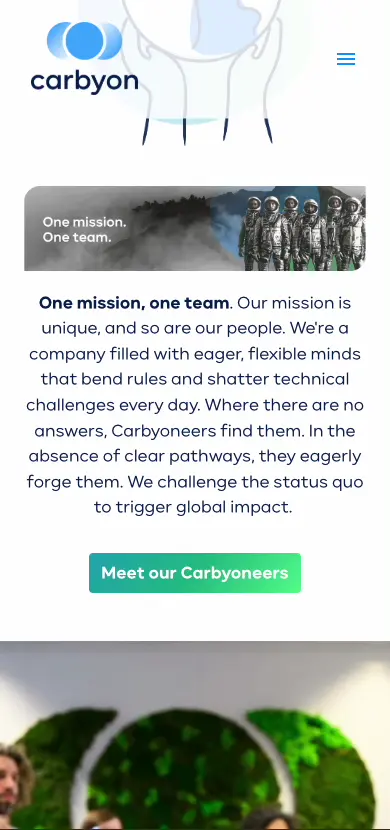 carbyon
One mission.
One team.
One mission, one team. Our mission is
unique, and so are our people. We're a
company filled with eager, flexible minds
that bend rules and shatter technical
challenges every day. Where there are no
answers, Carbyoneers find them. In the
absence of clear pathways, they eagerly
forge them. We challenge the status quo
to trigger global impact.
Meet our Carbyoneers